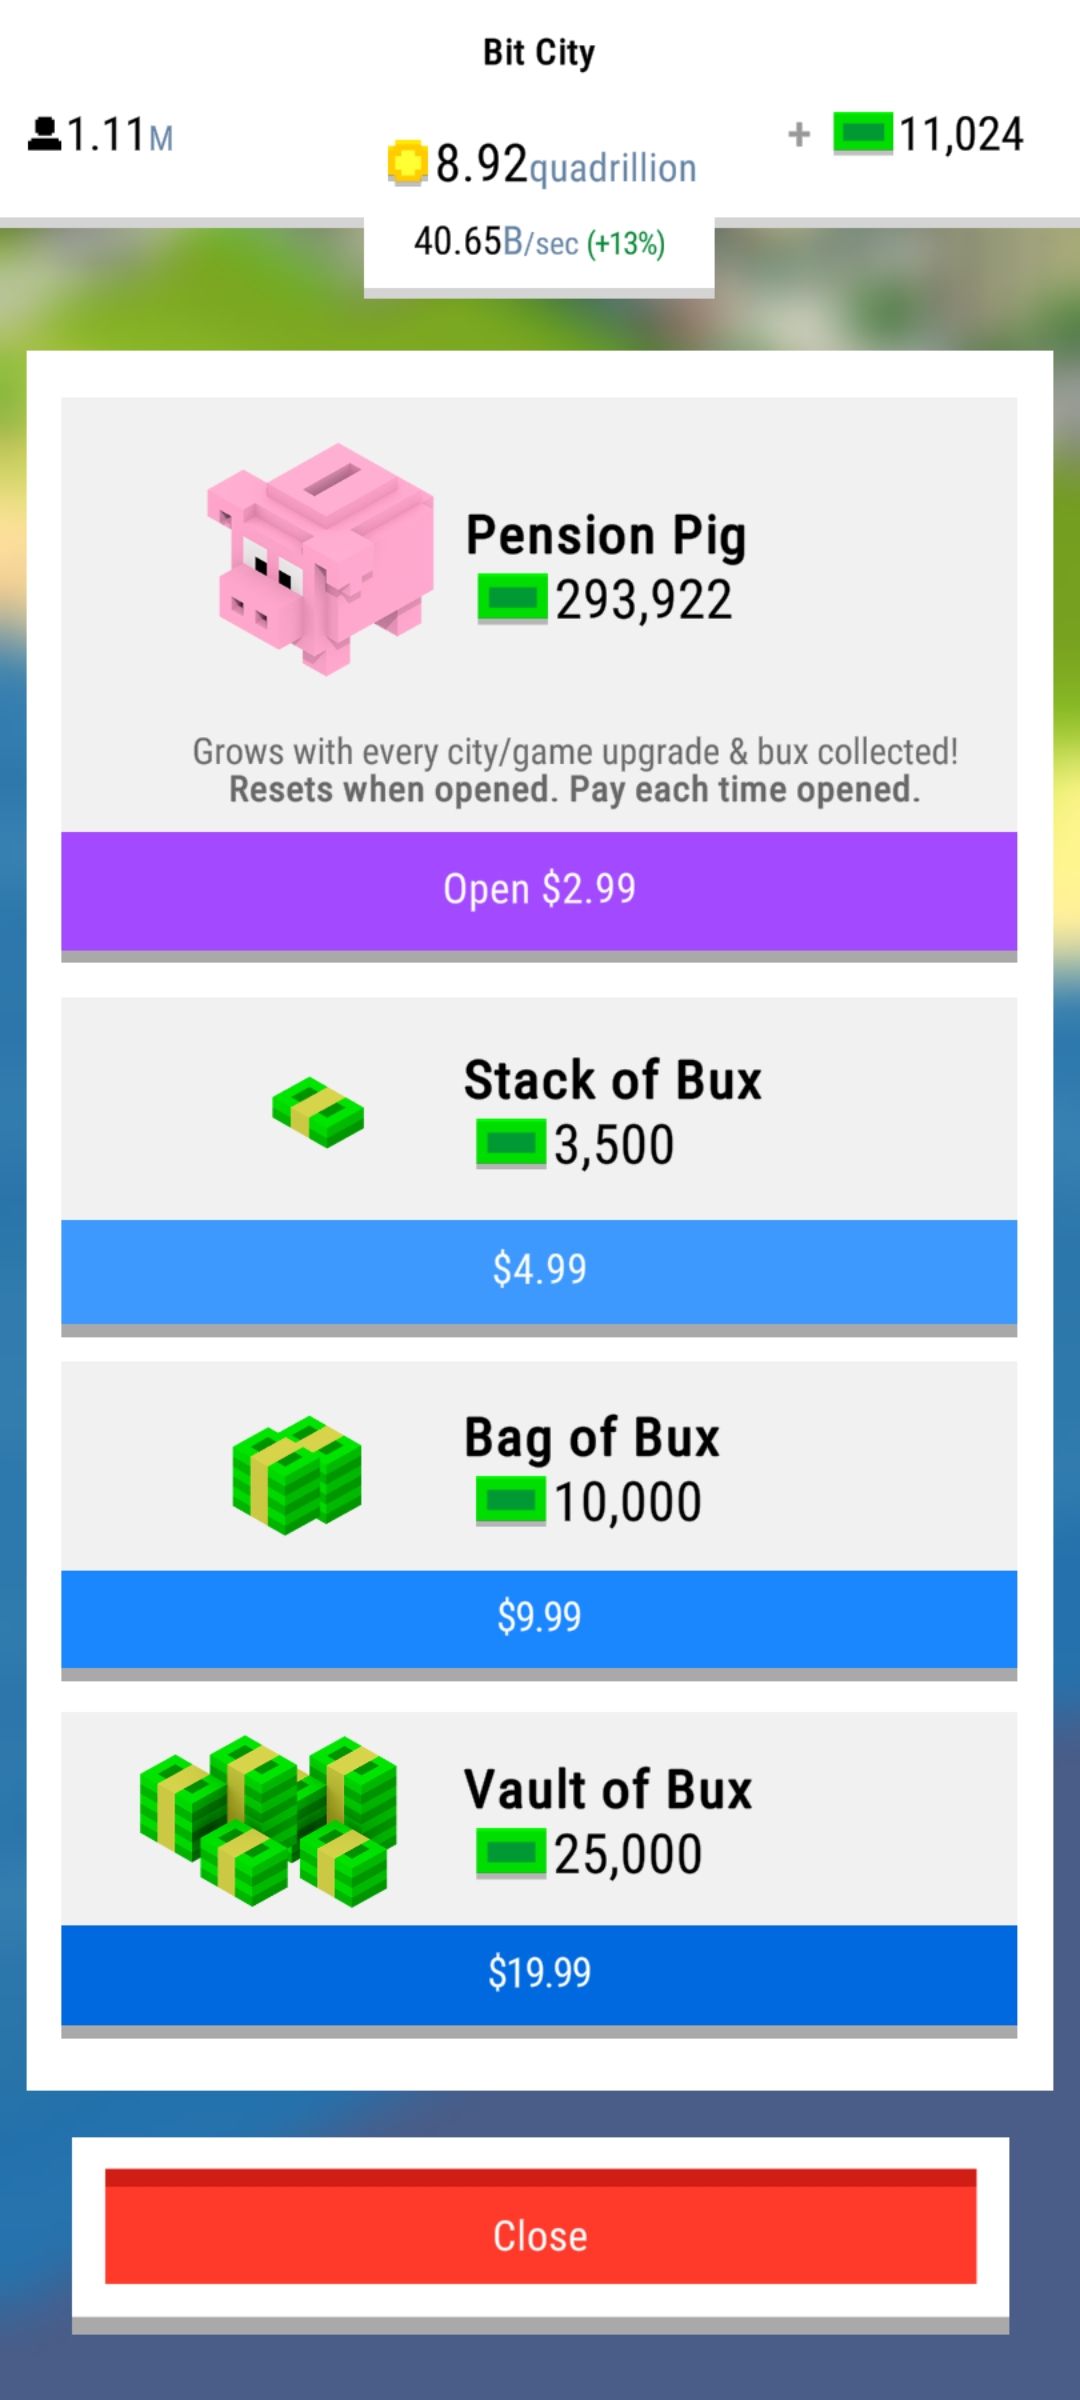 Bit City
1.11M
8.92quadrillion
+ 11,024
40.65B/sec (+13%)
Pension Pig
293,922
Grows with every city/game upgrade & bux collected!
Resets when opened. Pay each time opened.
Open $2.99
Stack of Bux
3,500
$4.99
Bag of Bux
10,000
$9.99
Vault of Bux
25,000
$19.99
Close